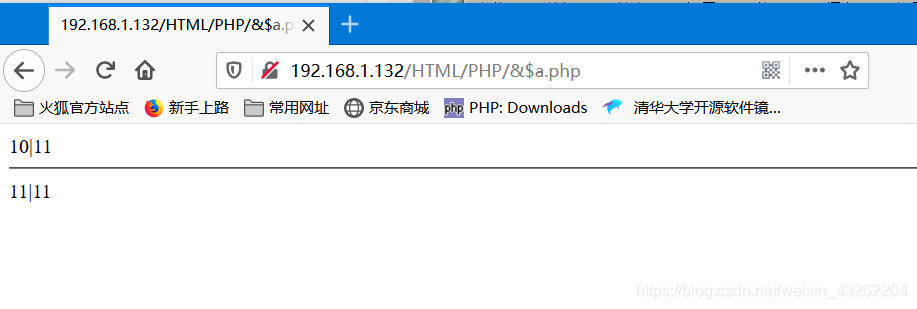 192.168.1.132/HTML/PHP/&$a.p
192.168.1.132/HTML/PHP/&$a.php
火狐官方站点 新手上路 常用网址 京东商城 php PHP: Downloads 清华大学开源软件镜...
10|11
11|11
https://blog.csdn.net/weixin_43252204